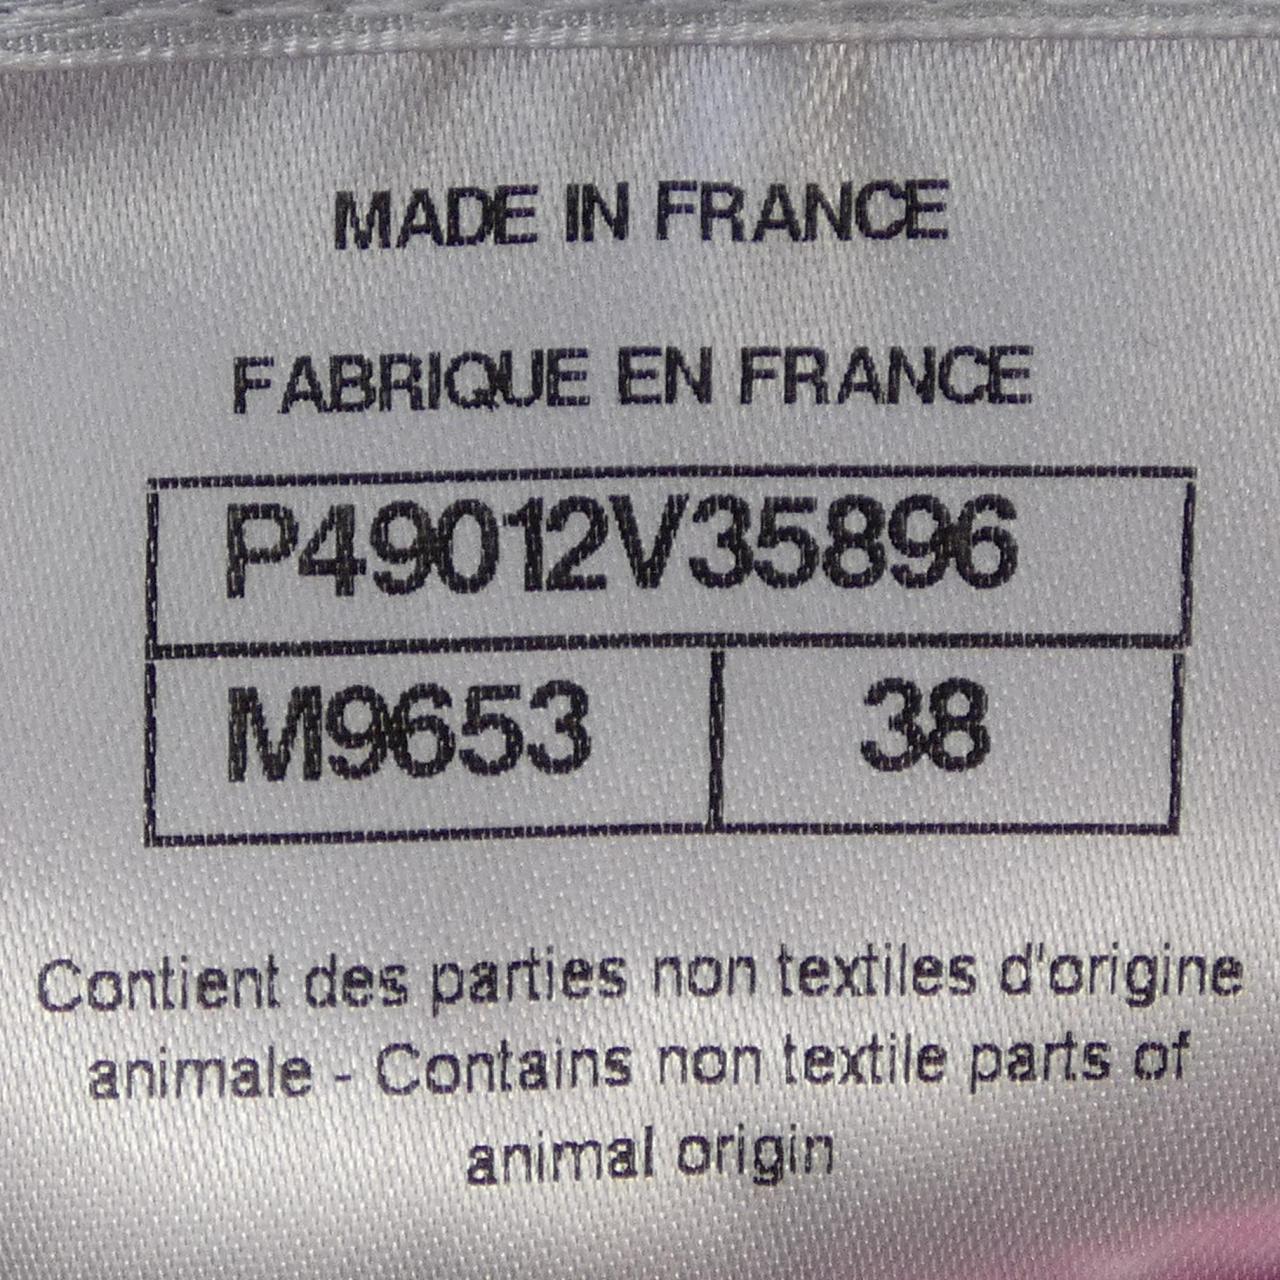 MADE IN FRANCE
FABRIQUE EN FRANCE
P49012V35896
M9653 38
Contient des parties non textiles d'origine
animale - Contains non textile parts of
animal origin